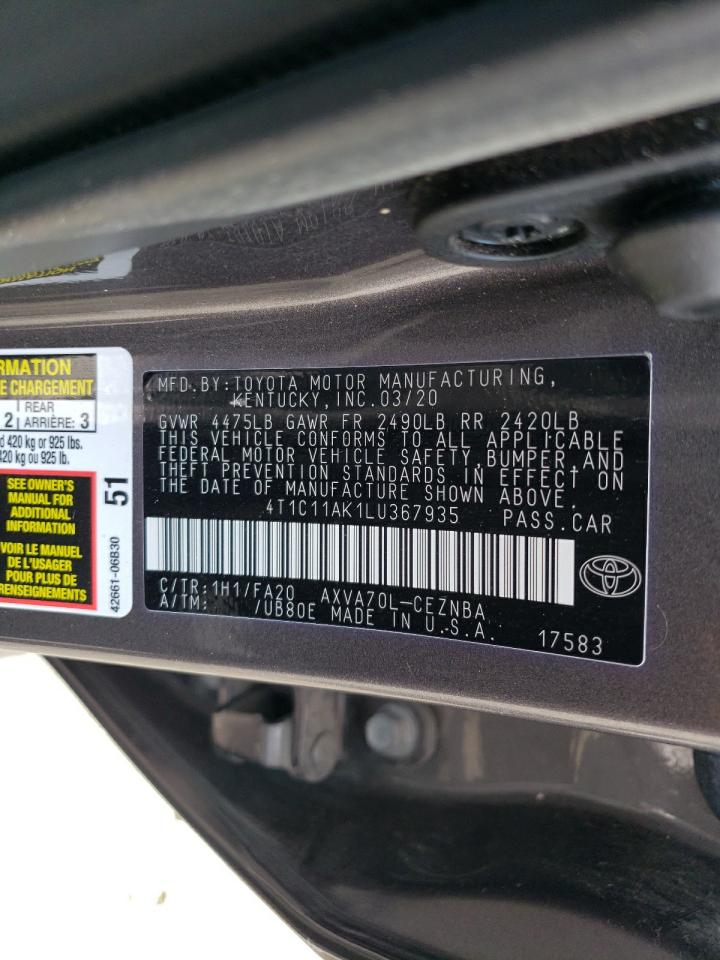 RMATION
E CHARGEMENT
REAR
2 ARRIÈRE: 3
d 420 kg or 925 lbs.
420 kg ou 925 lb.
SEE OWNER'S
MANUAL FOR
ADDITIONAL
INFORMATION
VOIR LE MANUEL
DE L'USAGER
POUR PLUS DE
RENSEIGNEMENTS
51
42661-06B30
MFD. BY: TOYOTA MOTOR MANUFACTURING,
KENTUCKY, INC. 03/20
GVWR 4475LB GAWR FR 2490LB RR 2420LB
THIS VEHICLE CONFORMS TO ALL APPLICABLE
FEDERAL MOTOR VEHICLE SAFETY, BUMPER, AND
THEFT PREVENTION STANDARDS IN EFFECT ON
THE DATE OF MANUFACTURE SHOWN ABOVE.
4T1C11AK1LU367935 PASS.CAR
C/TR: 1H1/FA20 AXVA70L-CEZNBA
A/TM: /UB80E MADE IN U.S.A. 17583